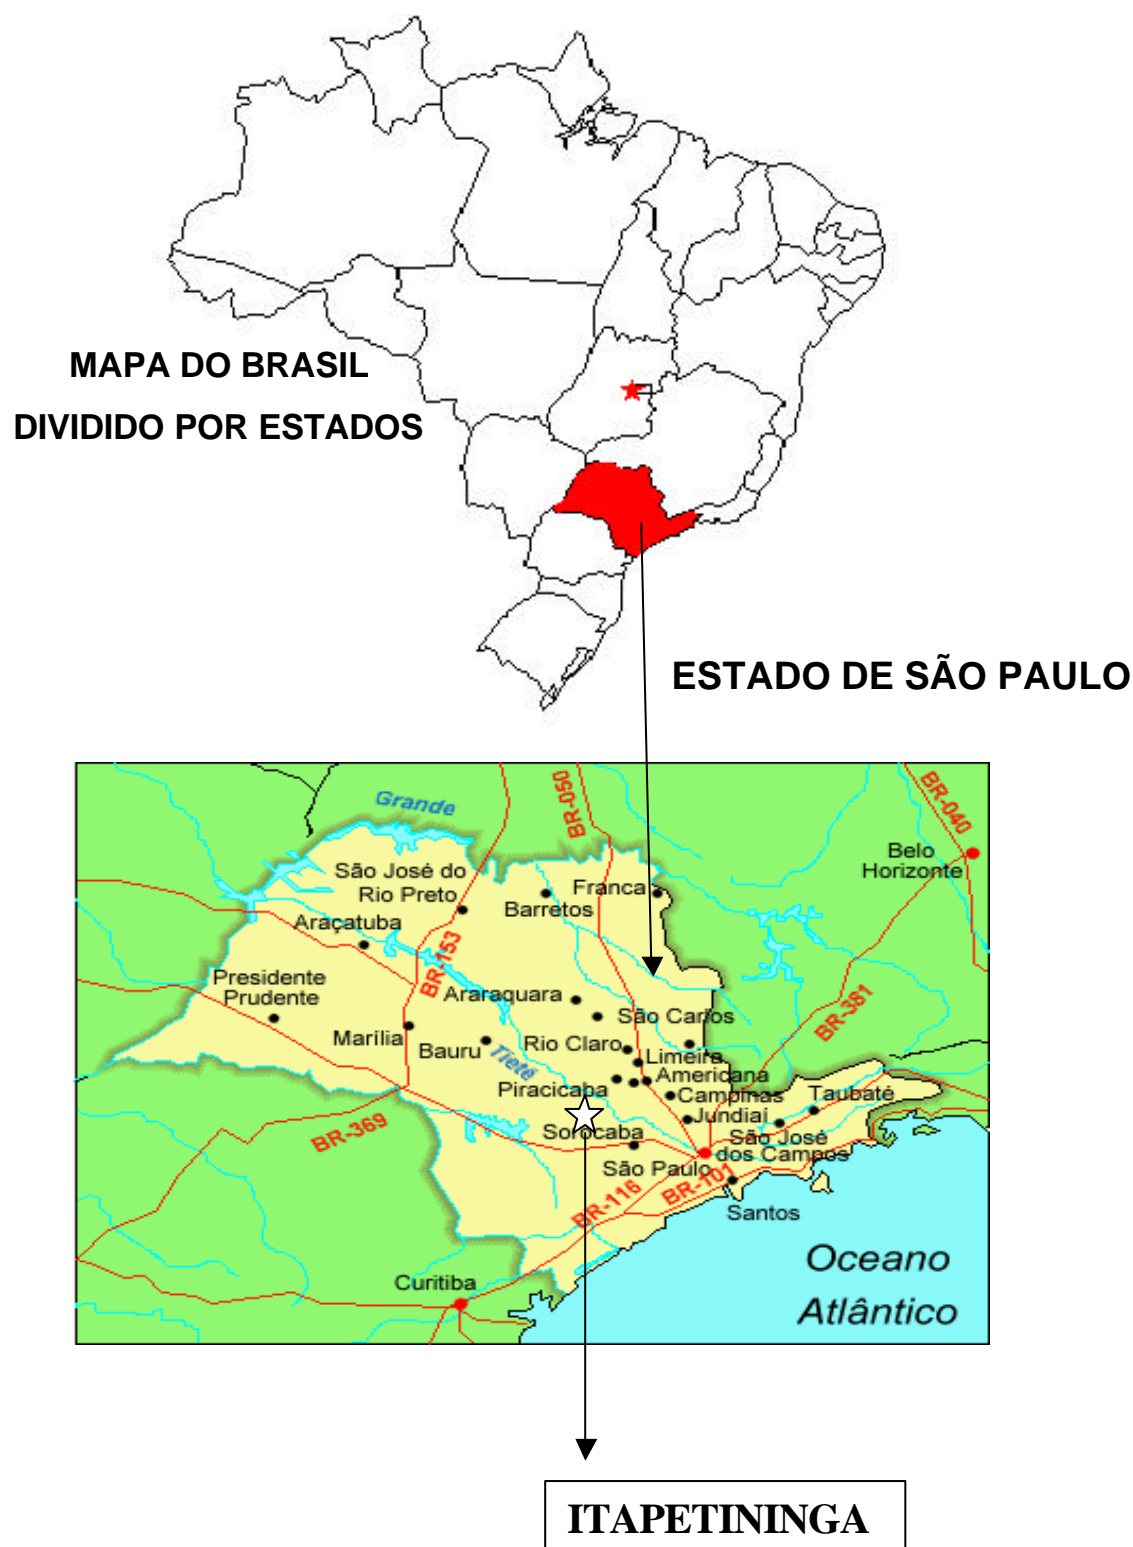 MAPA DO BRASIL
DIVIDIDO POR ESTADOS
ESTADO DE SÃO PAULO
Grande
BR-050
BR-040
Belo
Horizonte
São José do
Rio Preto
Franca
Barretos
Araçatuba
BR-153
Presidente
Prudente
Araraquara
BR-381
São Carlos
Marília
Bauru
Tietê
Rio Claro
Limeira
Americana
Piracicaba
Campinas
Taubaté
Jundiaí
BR-369
Sorocaba
São José
dos Campos
São Paulo
BR-116
BR-101
Santos
Oceano
Atlântico
Curitiba
ITAPETININGA